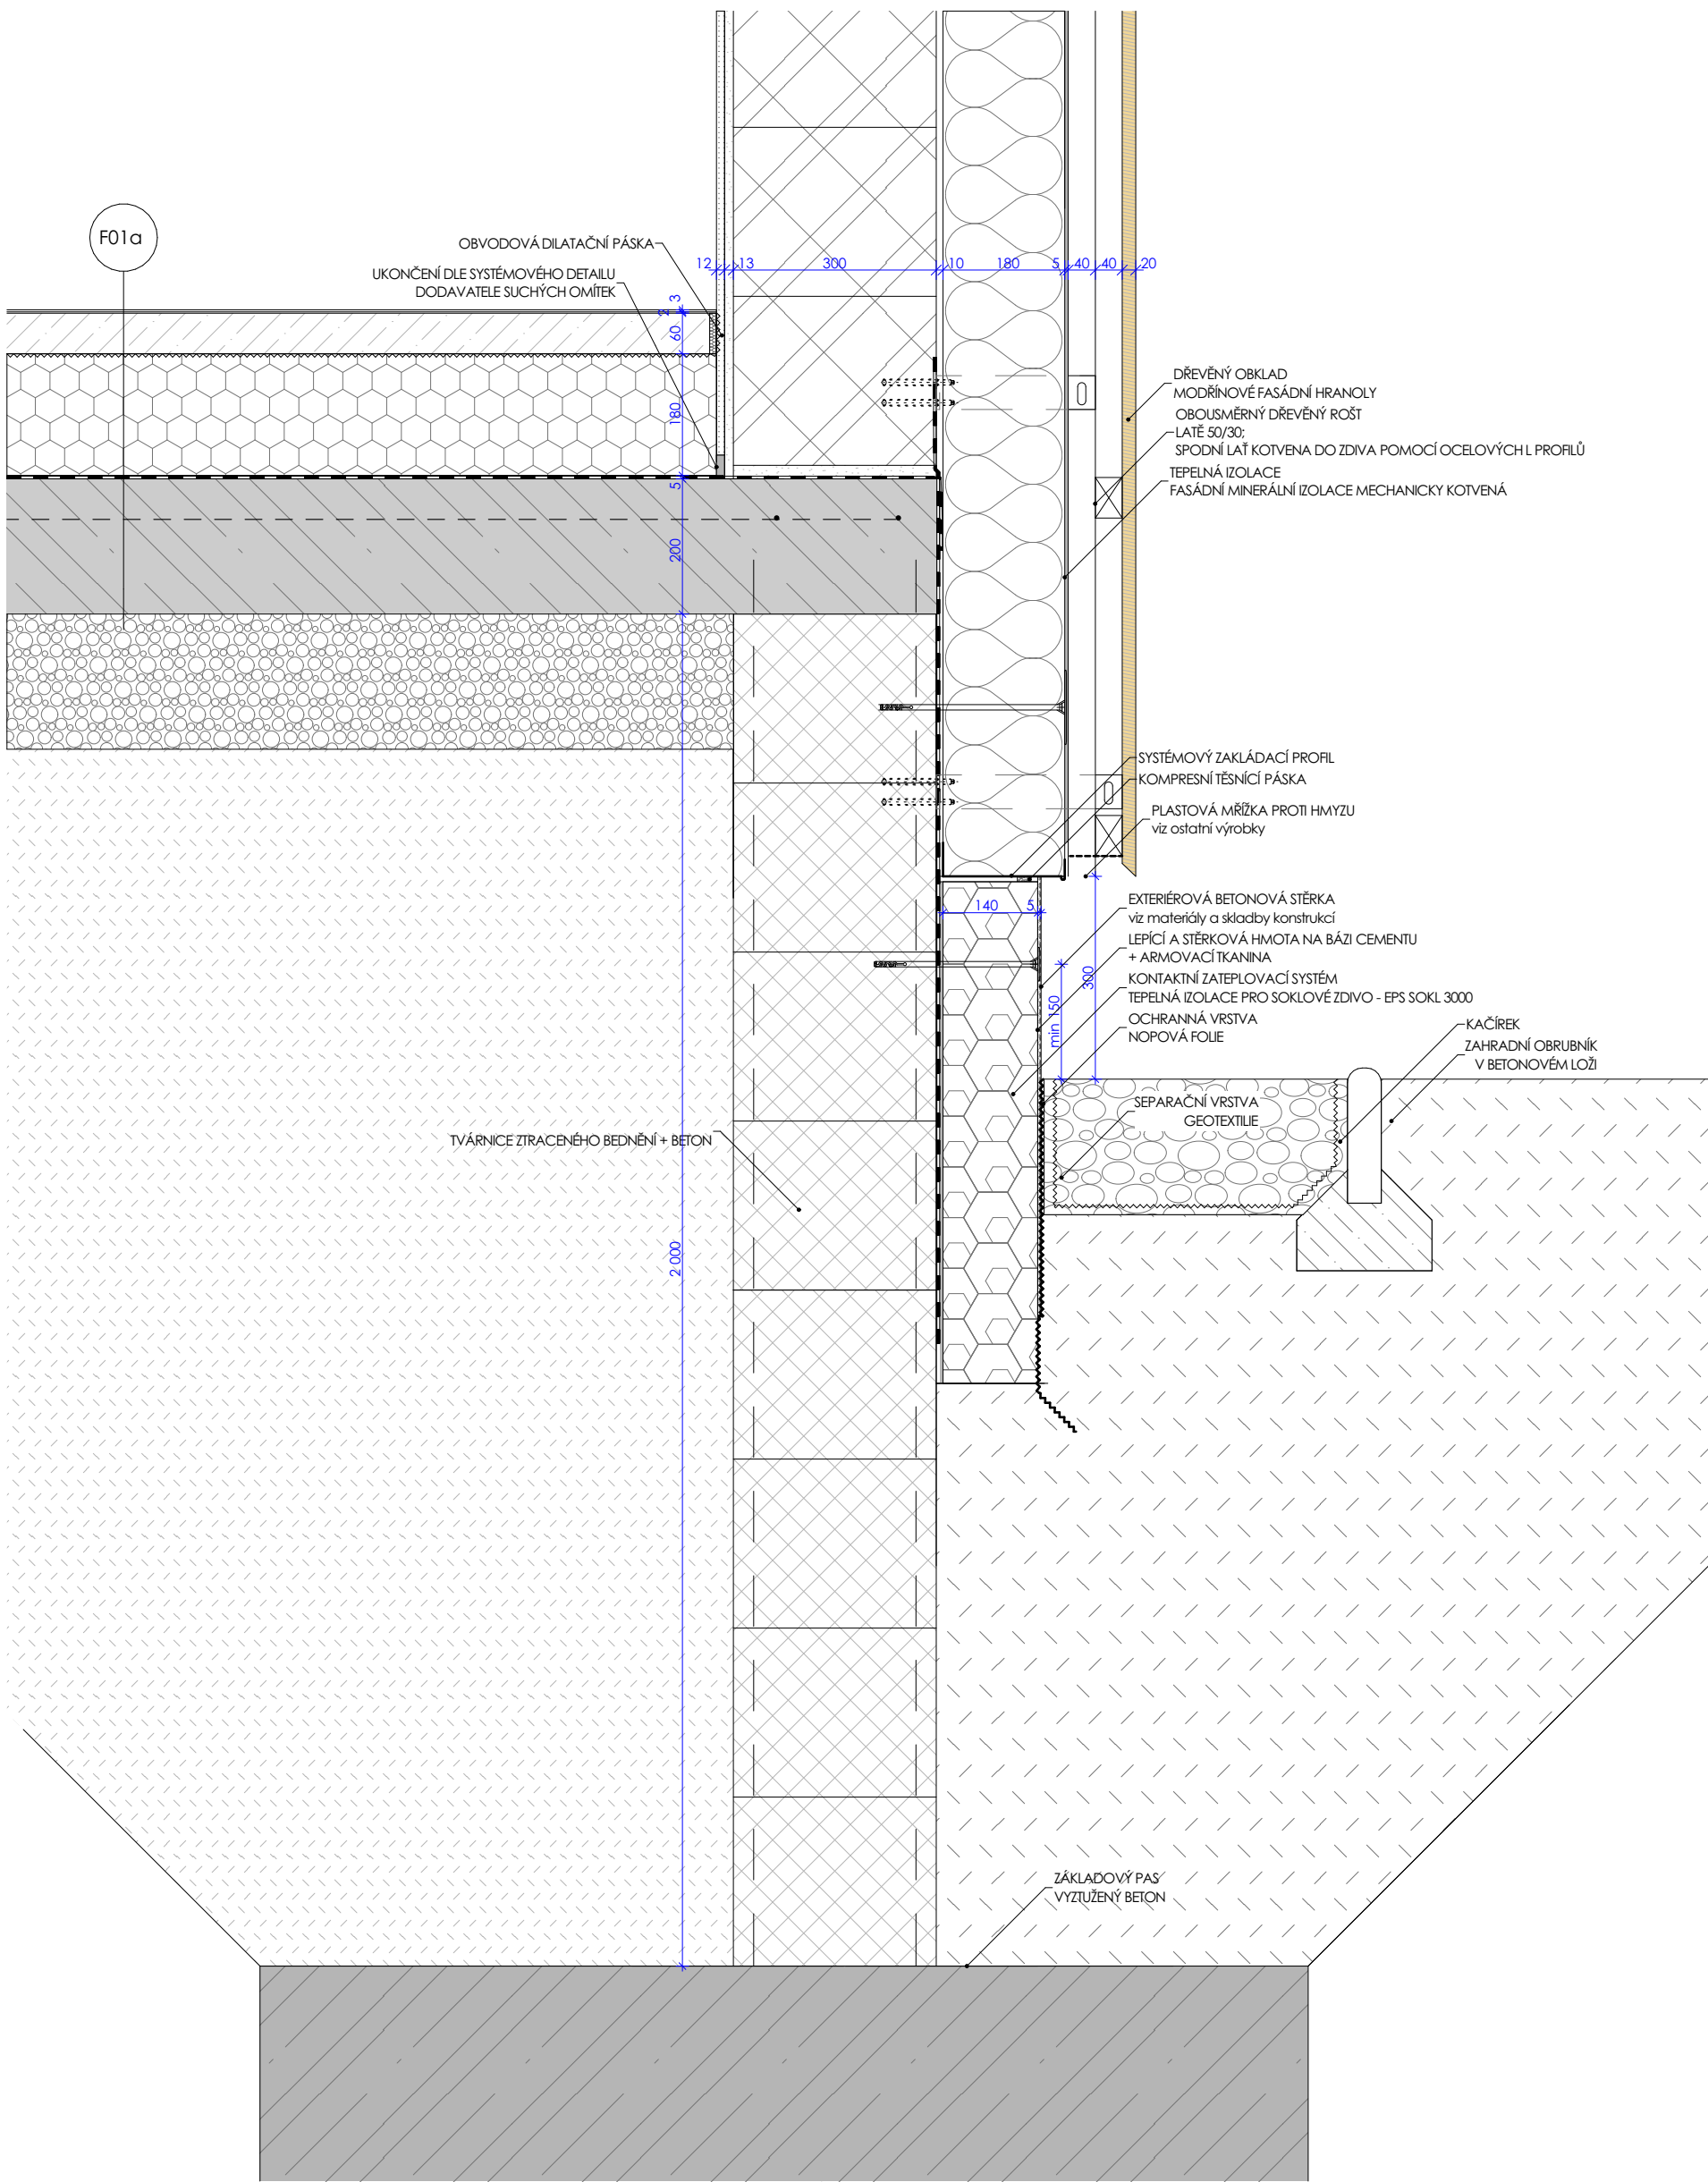 F01a
OBVODOVÁ DILATAČNÍ PÁSKA
UKONČENÍ DLE SYSTÉMOVÉHO DETAILU
DODAVATELE SUCHÝCH OMÍTEK
12 13 300 10 180 5 40 40 20
2 3
60
180
5
200
2 000
DŘEVĚNÝ OBKLAD
MODŘÍNOVÉ FASÁDNÍ HRANOLY
OBOUSMĚRNÝ DŘEVĚNÝ ROŠT
LATĚ 50/30;
SPODNÍ LAŤ KOTVENA DO ZDIVA POMOCÍ OCELOVÝCH L PROFILŮ
TEPELNÁ IZOLACE
FASÁDNÍ MINERÁLNÍ IZOLACE MECHANICKY KOTVENÁ
SYSTÉMOVÝ ZAKLÁDACÍ PROFIL
KOMPRESNÍ TĚSNÍCÍ PÁSKA
PLASTOVÁ MŘÍŽKA PROTI HMYZU
viz ostatní výrobky
140 5
EXTERIÉROVÁ BETONOVÁ STĚRKA
viz materiály a skladby konstrukcí
LEPÍCÍ A STĚRKOVÁ HMOTA NA BÁZI CEMENTU
+ ARMOVACÍ TKANINA
KONTAKTNÍ ZATEPLOVACÍ SYSTÉM
TEPELNÁ IZOLACE PRO SOKLOVÉ ZDIVO - EPS SOKL 3000
OCHRANNÁ VRSTVA
NOPOVÁ FOLIE
min 150
300
KAČÍREK
ZAHRADNÍ OBRUBNÍK
V BETONOVÉM LOŽI
SEPARAČNÍ VRSTVA
GEOTEXTILIE
TVÁRNICE ZTRACENÉHO BEDNĚNÍ + BETON
ZÁKLADOVÝ PAS
VYZTUŽENÝ BETON